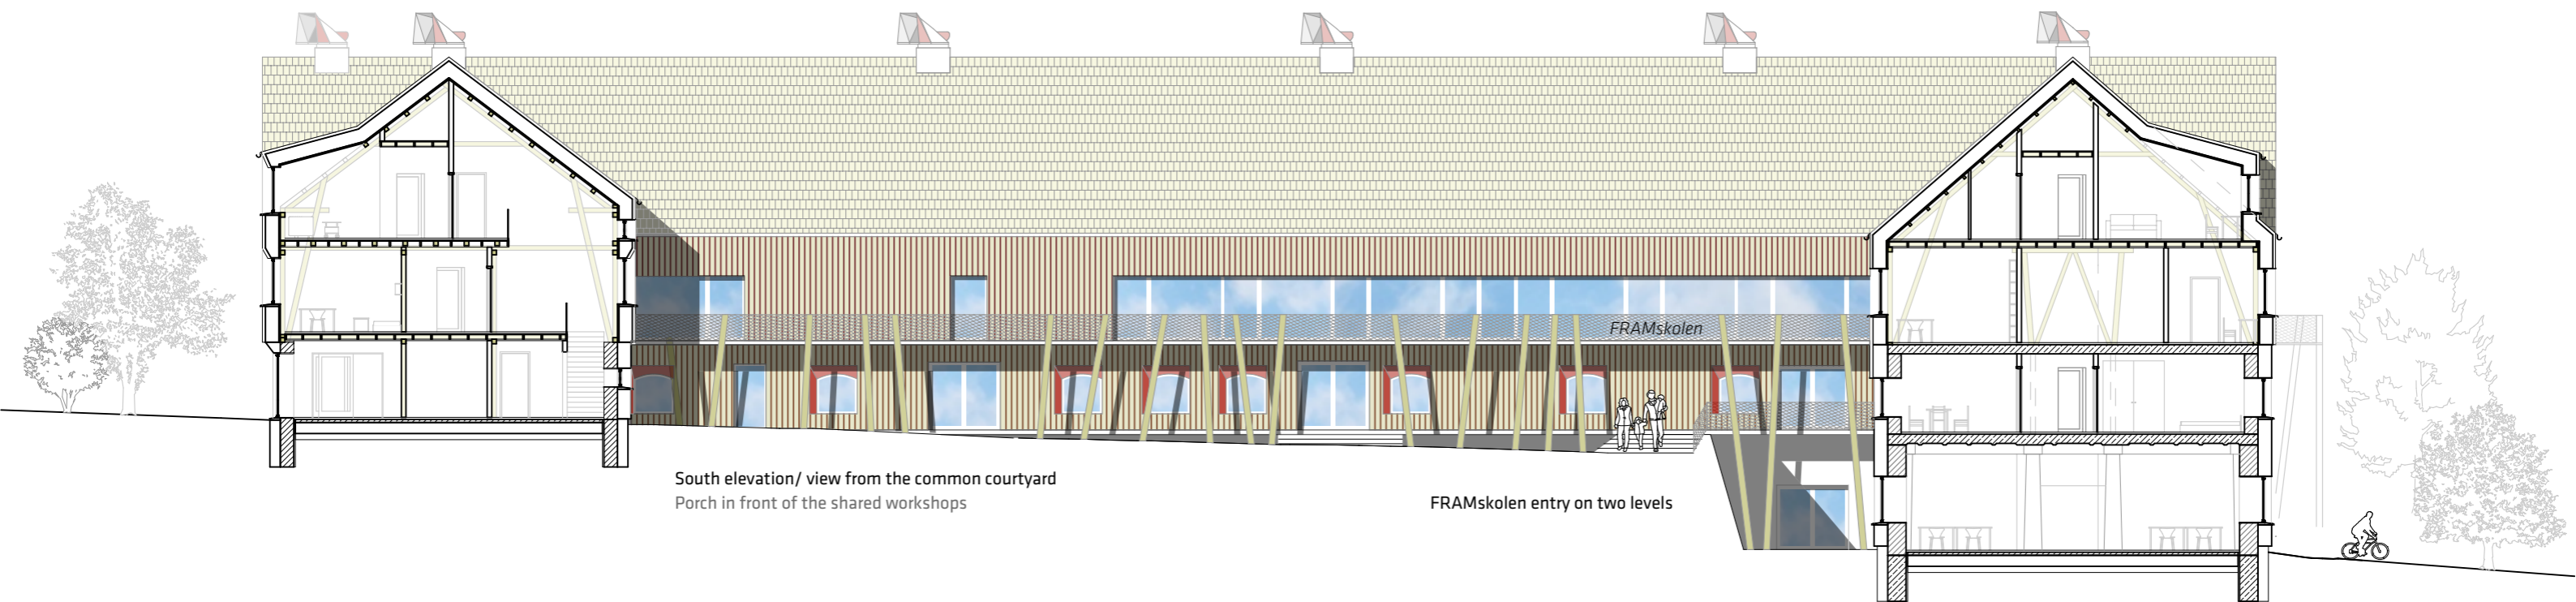 FRAMskolen
South elevation/ view from the common courtyard
Porch in front of the shared workshops
FRAMskolen entry on two levels